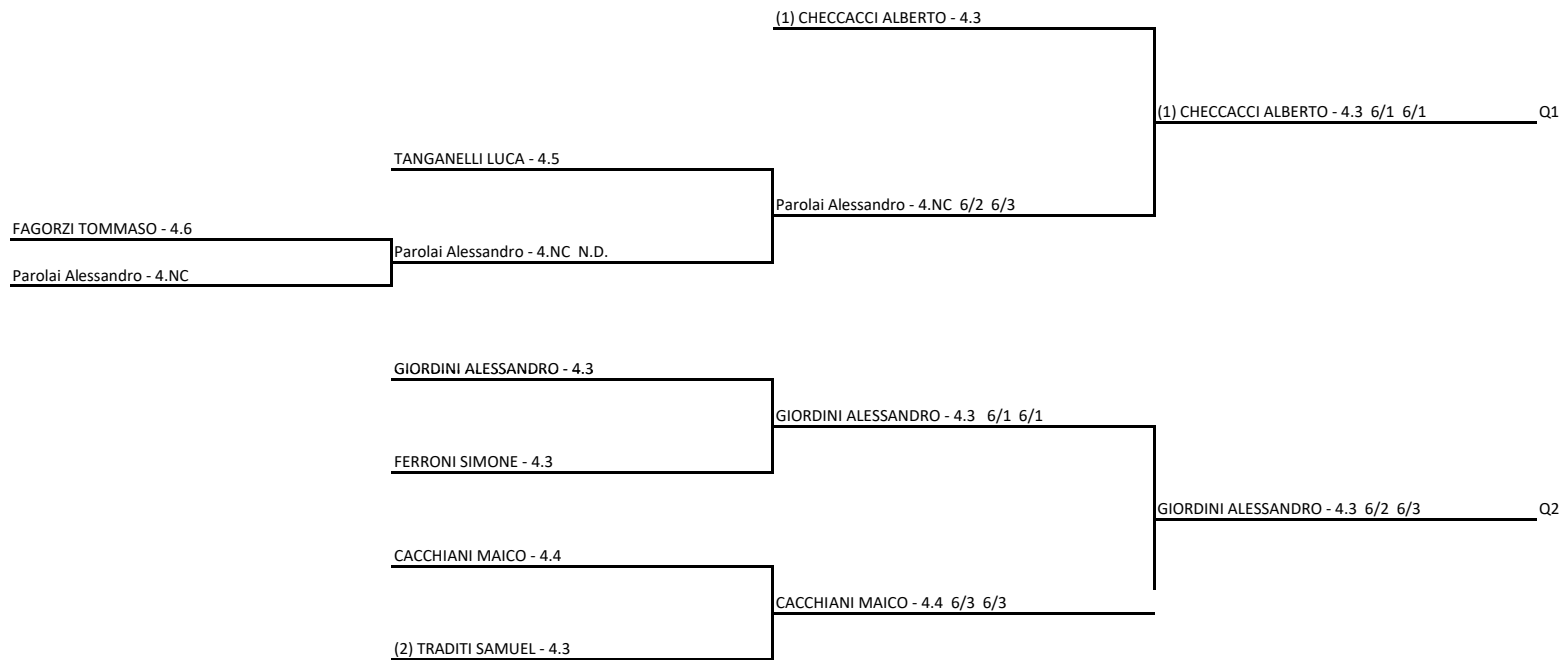 (1) CHECCACCI ALBERTO - 4.3
(1) CHECCACCI ALBERTO - 4.3 6/1 6/1 Q1
TANGANELLI LUCA - 4.5
Parolai Alessandro - 4.NC 6/2 6/3
FAGORZI TOMMASO - 4.6
Parolai Alessandro - 4.NC N.D.
Parolai Alessandro - 4.NC
GIORDINI ALESSANDRO - 4.3
GIORDINI ALESSANDRO - 4.3 6/1 6/1
FERRONI SIMONE - 4.3
GIORDINI ALESSANDRO - 4.3 6/2 6/3 Q2
CACCHIANI MAICO - 4.4
CACCHIANI MAICO - 4.4 6/3 6/3
(2) TRADITI SAMUEL - 4.3